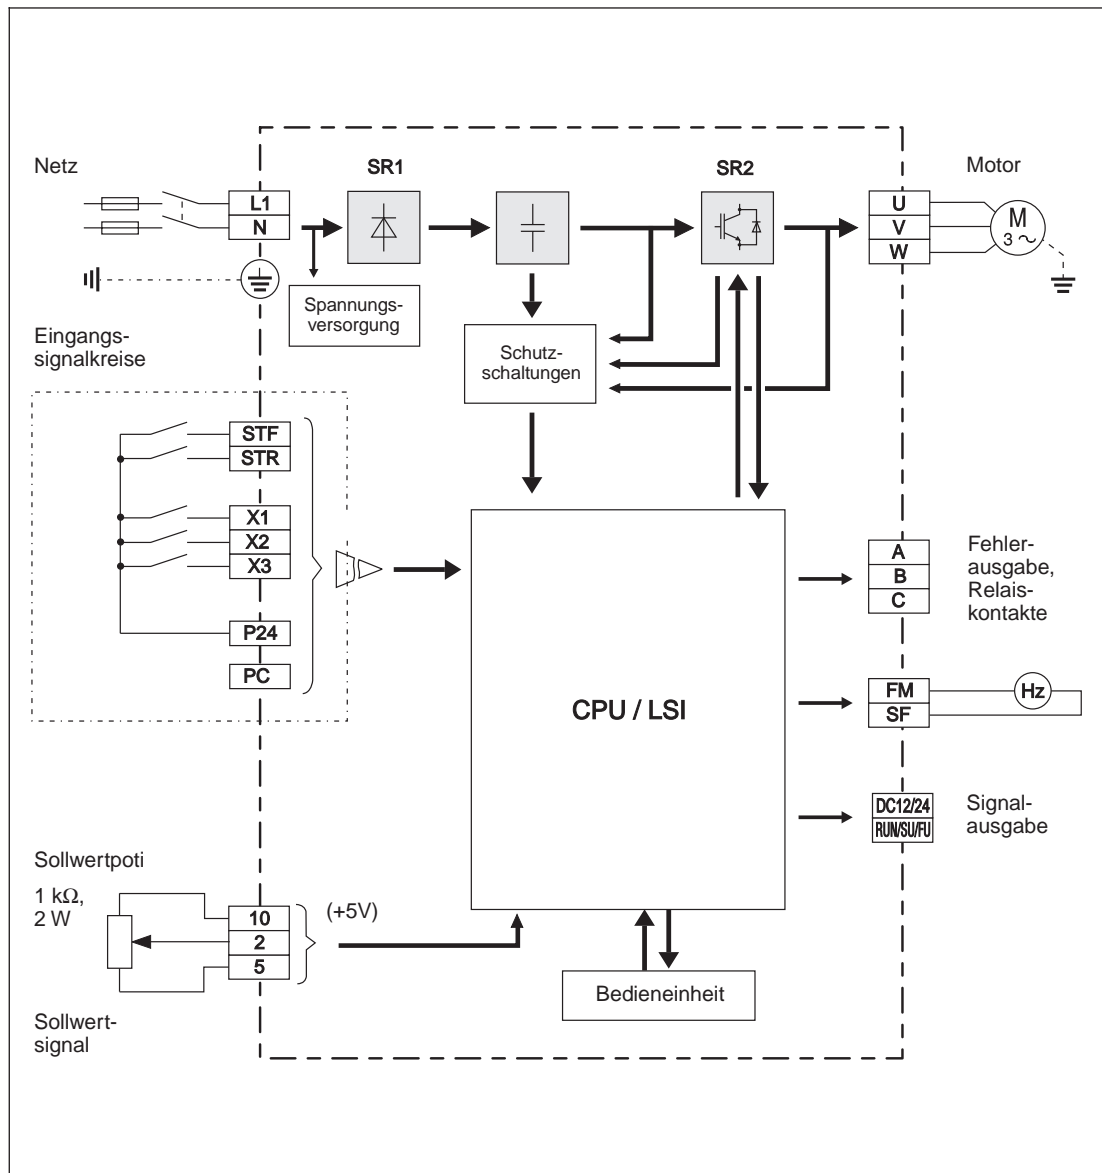 Netz
SR1
SR2
Motor
L1
N
U
V
W
M
3 ~
Spannungs-
versorgung
Schutz-
schaltungen
Eingangs-
signalkreise
STF
STR
X1
X2
X3
P24
PC
CPU / LSI
A
B
C
Fehler-
ausgabe,
Relais-
kontakte
FM
SF
Hz
DC12/24
RUN/SU/FU
Signal-
ausgabe
Sollwertpoti
1 kΩ,
2 W
10
2
5
(+5V)
Sollwert-
signal
Bedieneinheit